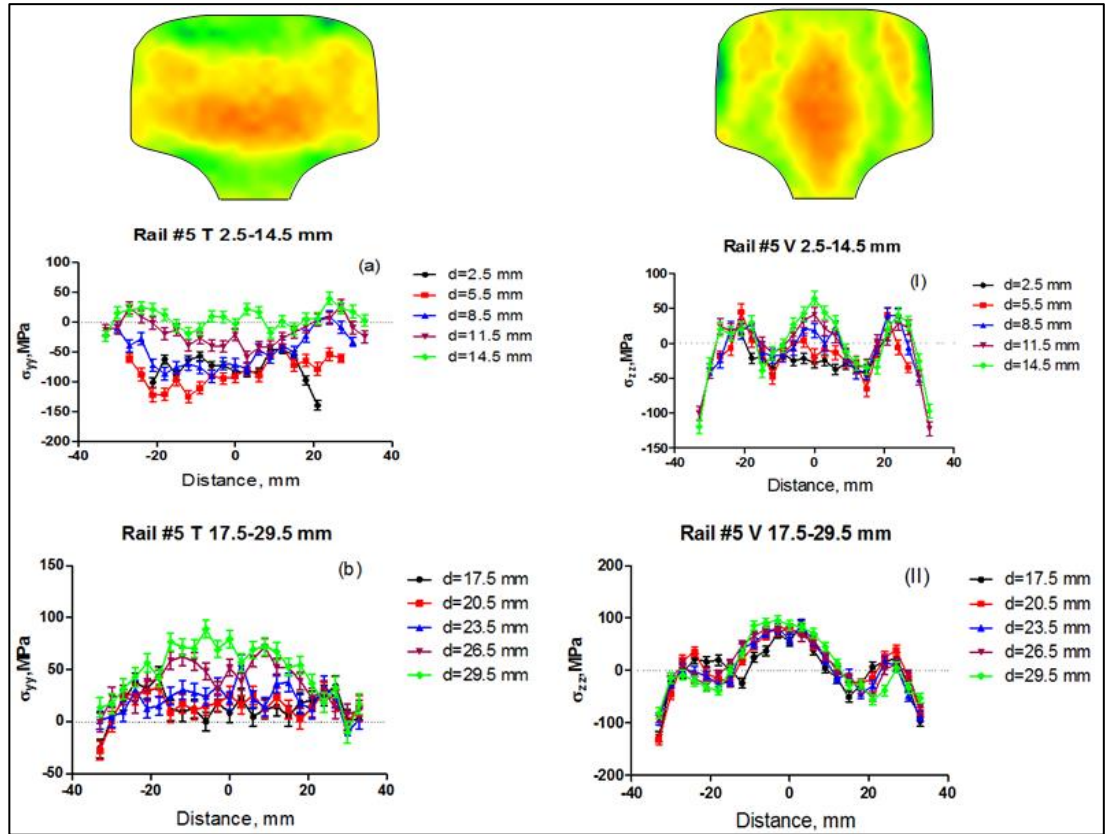 Rail #5 T 2.5-14.5 mm
(a)
100
50
0
-50
-100
-150
-200
σyy,MPa
-40
-20
0
20
40
Distance, mm
d=2.5 mm
d=5.5 mm
d=8.5 mm
d=11.5 mm
d=14.5 mm
Rail #5 V 2.5-14.5 mm
(I)
100
50
0
-50
-100
-150
σzz,MPa
-40
-20
0
20
40
Distance, mm
d=2.5 mm
d=5.5 mm
d=8.5 mm
d=11.5 mm
d=14.5 mm
Rail #5 T 17.5-29.5 mm
(b)
150
100
50
0
-50
σyy,MPa
-40
-20
0
20
40
Distance, mm
d=17.5 mm
d=20.5 mm
d=23.5 mm
d=26.5 mm
d=29.5 mm
Rail #5 V 17.5-29.5 mm
(II)
200
100
0
-100
-200
σzz,MPa
-40
-20
0
20
40
Distance, mm
d=17.5 mm
d=20.5 mm
d=23.5 mm
d=26.5 mm
d=29.5 mm